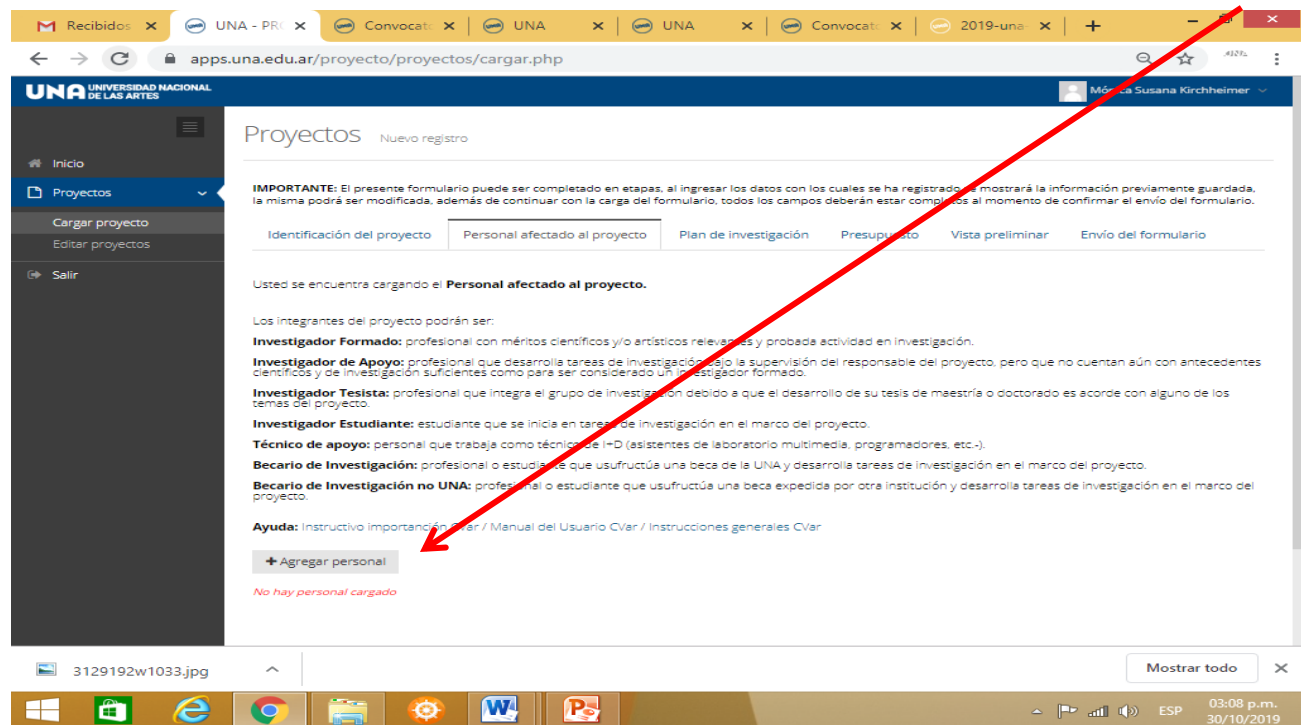 Recibidos
UNA - PRO
Convocato
UNA
UNA
Convocato
2019-una-
apps.una.edu.ar/proyecto/proyectos/cargar.php
UNA UNIVERSIDAD NACIONAL
DE LAS ARTES
Mónica Susana Kirchheimer
Proyectos Nuevo registro
Inicio
Proyectos
Cargar proyecto
Editar proyectos
Salir
IMPORTANTE: El presente formulario puede ser completado en etapas, al ingresar los datos con los cuales se ha registrado se mostrará la información previamente guardada,
la misma podrá ser modificada, además de continuar con la carga del formulario, todos los campos deberán estar completos al momento de confirmar el envío del formulario.
Identificación del proyecto Personal afectado al proyecto Plan de investigación Presupuesto Vista preliminar Envío del formulario
Usted se encuentra cargando el Personal afectado al proyecto.
Los integrantes del proyecto podrán ser:
Investigador Formado: profesional con méritos científicos y/o artísticos relevantes y probada actividad en investigación.
Investigador de Apoyo: profesional que desarrolla tareas de investigación bajo la supervisión del responsable del proyecto, pero que no cuentan aún con antecedentes
científicos y de investigación suficientes como para ser considerado un investigador formado.
Investigador Tesista: profesional que integra el grupo de investigación debido a que el desarrollo de su tesis de maestría o doctorado es acorde con alguno de los
temas del proyecto.
Investigador Estudiante: estudiante que se inicia en tareas de investigación en el marco del proyecto.
Técnico de apoyo: personal que trabaja como técnico de I+D (asistentes de laboratorio multimedia, programadores, etc.-).
Becario de Investigación: profesional o estudiante que usufructúa una beca de la UNA y desarrolla tareas de investigación en el marco del proyecto.
Becario de Investigación no UNA: profesional o estudiante que usufructúa una beca expedida por otra institución y desarrolla tareas de investigación en el marco del
proyecto.
Ayuda: Instructivo importanción CVar / Manual del Usuario CVar / Instrucciones generales CVar
+ Agregar personal
No hay personal cargado
3129192w1033.jpg
Mostrar todo
ESP
03:08 p.m.
30/10/2019